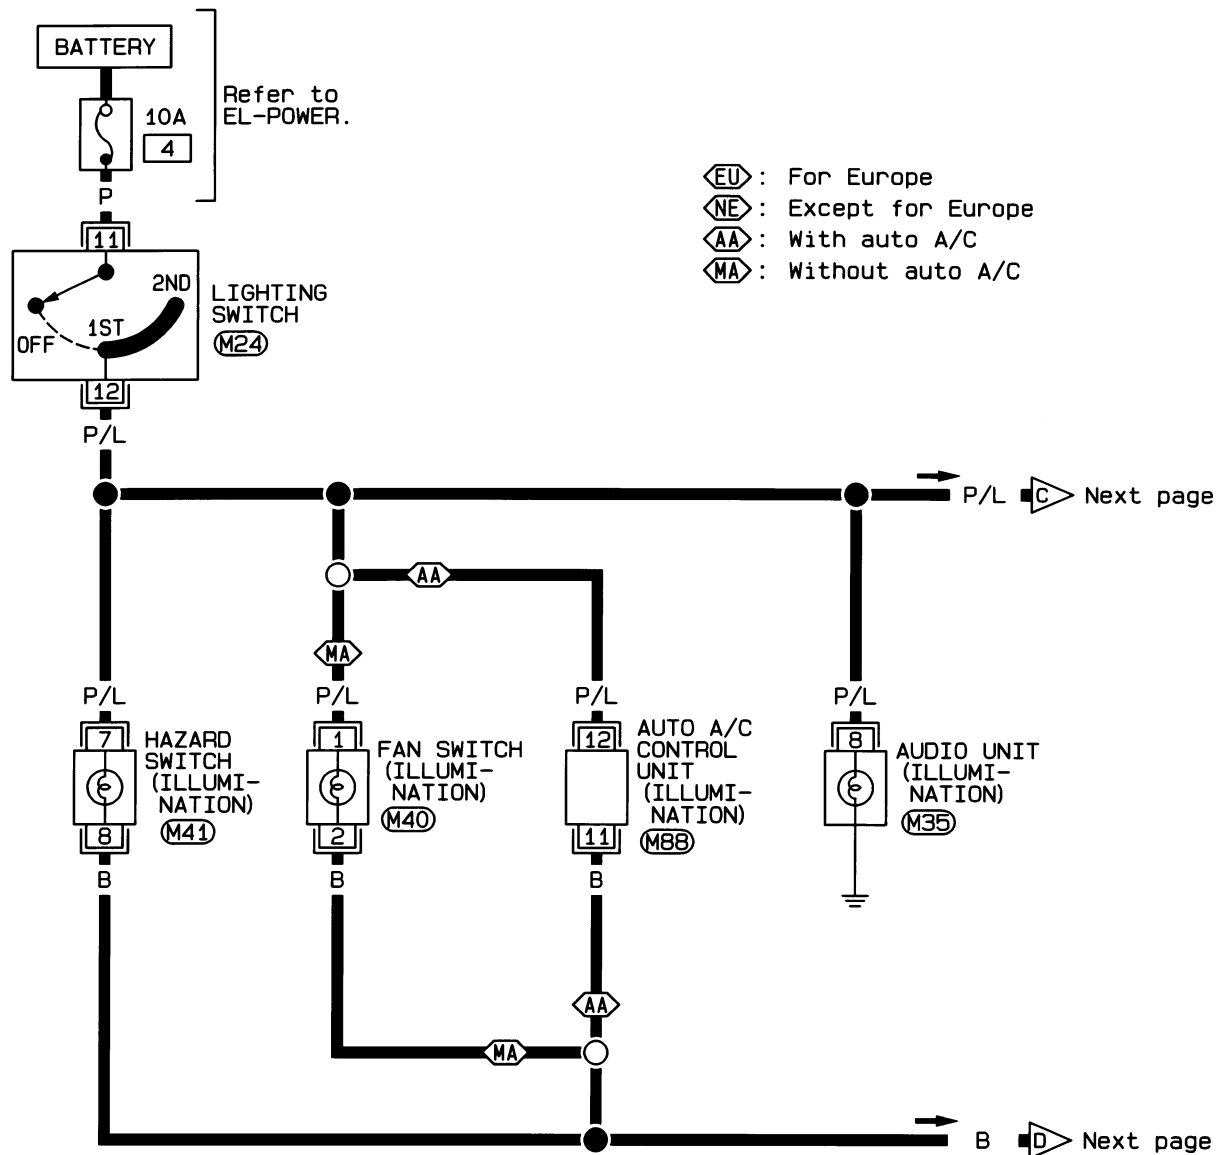 BATTERY
10A
4
Refer to
EL-POWER.
P
11
OFF
1ST
2ND
LIGHTING
SWITCH
M24
12
P/L
EU : For Europe
NE : Except for Europe
AA : With auto A/C
MA : Without auto A/C
P/L C Next page
AA
MA
P/L
P/L
P/L
P/L
7
HAZARD
SWITCH
(ILLUMI-
NATION)
M41
8
B
1
FAN SWITCH
(ILLUMI-
NATION)
M40
2
B
12
AUTO A/C
CONTROL
UNIT
(ILLUMI-
NATION)
M88
11
B
8
AUDIO UNIT
(ILLUMI-
NATION)
M35
AA
MA
B D Next page